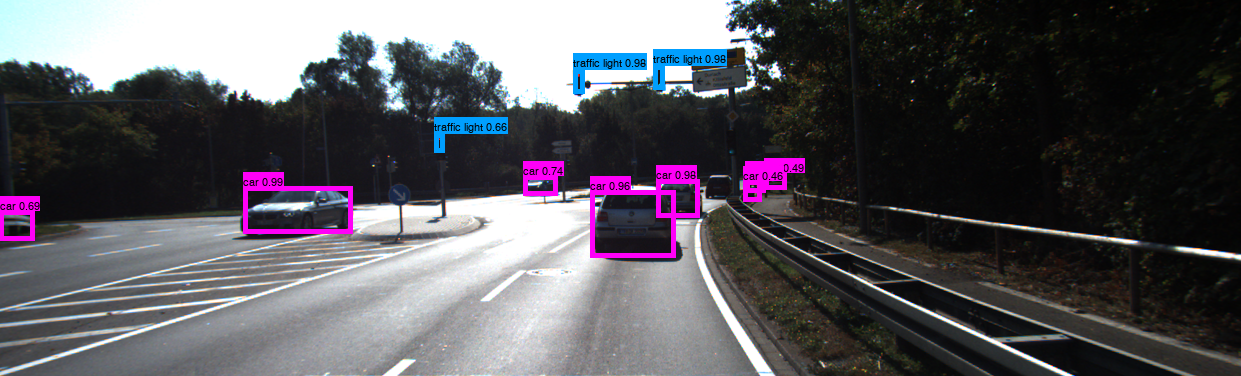 traffic light 0.98
traffic light 0.98
traffic light 0.66
car 0.74
car 0.98
0.49
car 0.46
car 0.99
car 0.96
car 0.69